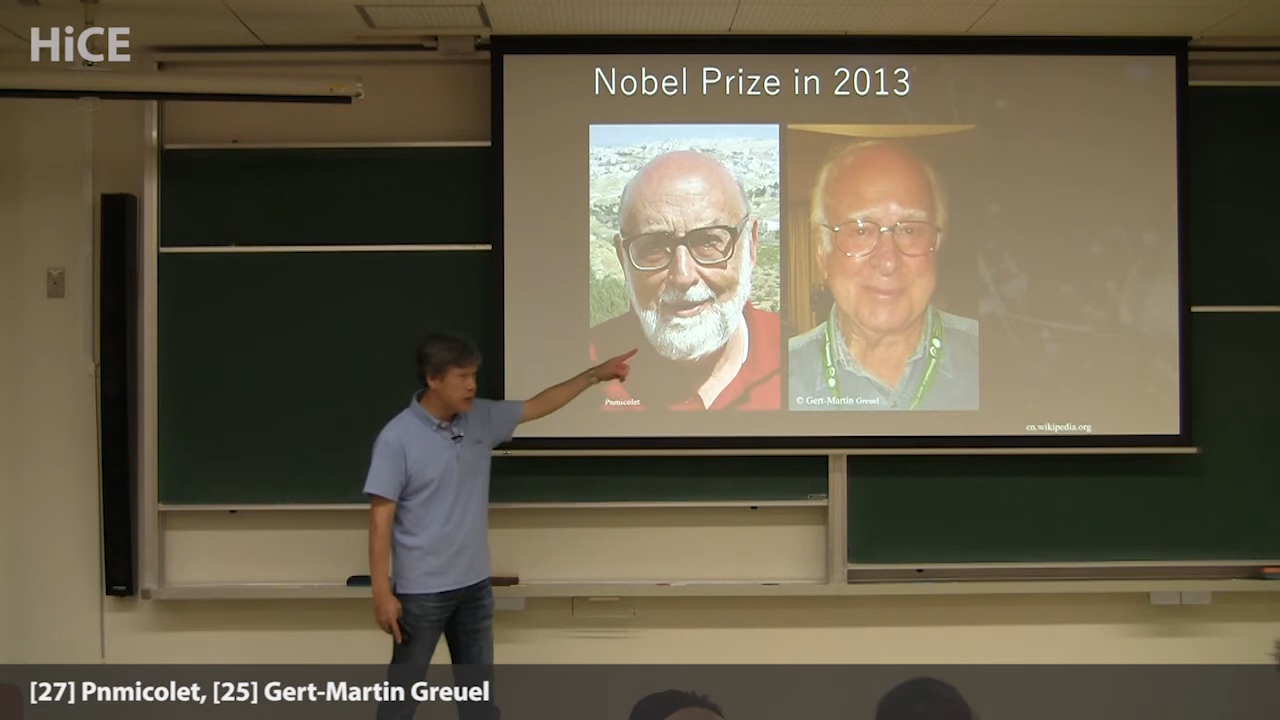 HiCE
Nobel Prize in 2013
Pnmicolet
© Gert-Martin Greuel
en.wikipedia.org
[27] Pnmicolet, [25] Gert-Martin Greuel